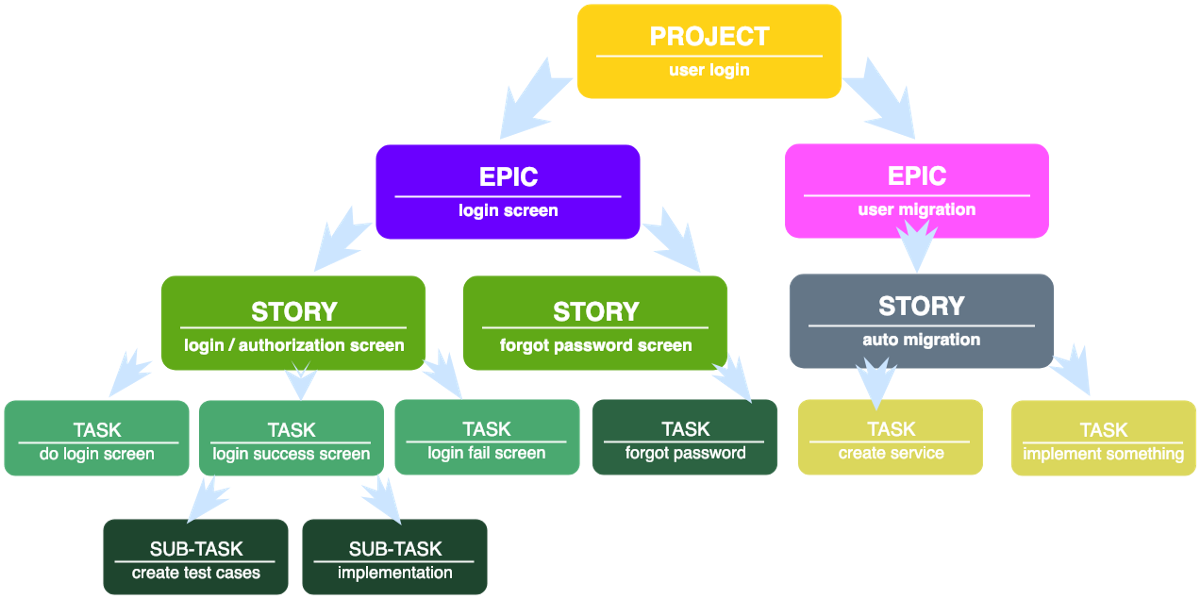 PROJECT
user login
EPIC
login screen
EPIC
user migration
STORY
login / authorization screen
STORY
forgot password screen
STORY
auto migration
TASK
do login screen
TASK
login success screen
TASK
login fail screen
TASK
forgot password
TASK
create service
TASK
implement something
SUB-TASK
create test cases
SUB-TASK
implementation